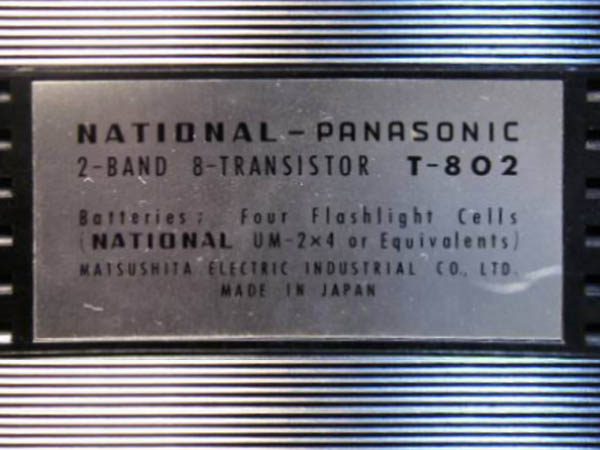 NATIONAL-PANASONIC
2-BAND 8-TRANSISTOR T-802
Batteries; Four Flashlight Cells
(NATIONAL UM-2×4 or Equivalents)
MATSUSHITA ELECTRIC INDUSTRIAL CO., LTD.
MADE IN JAPAN